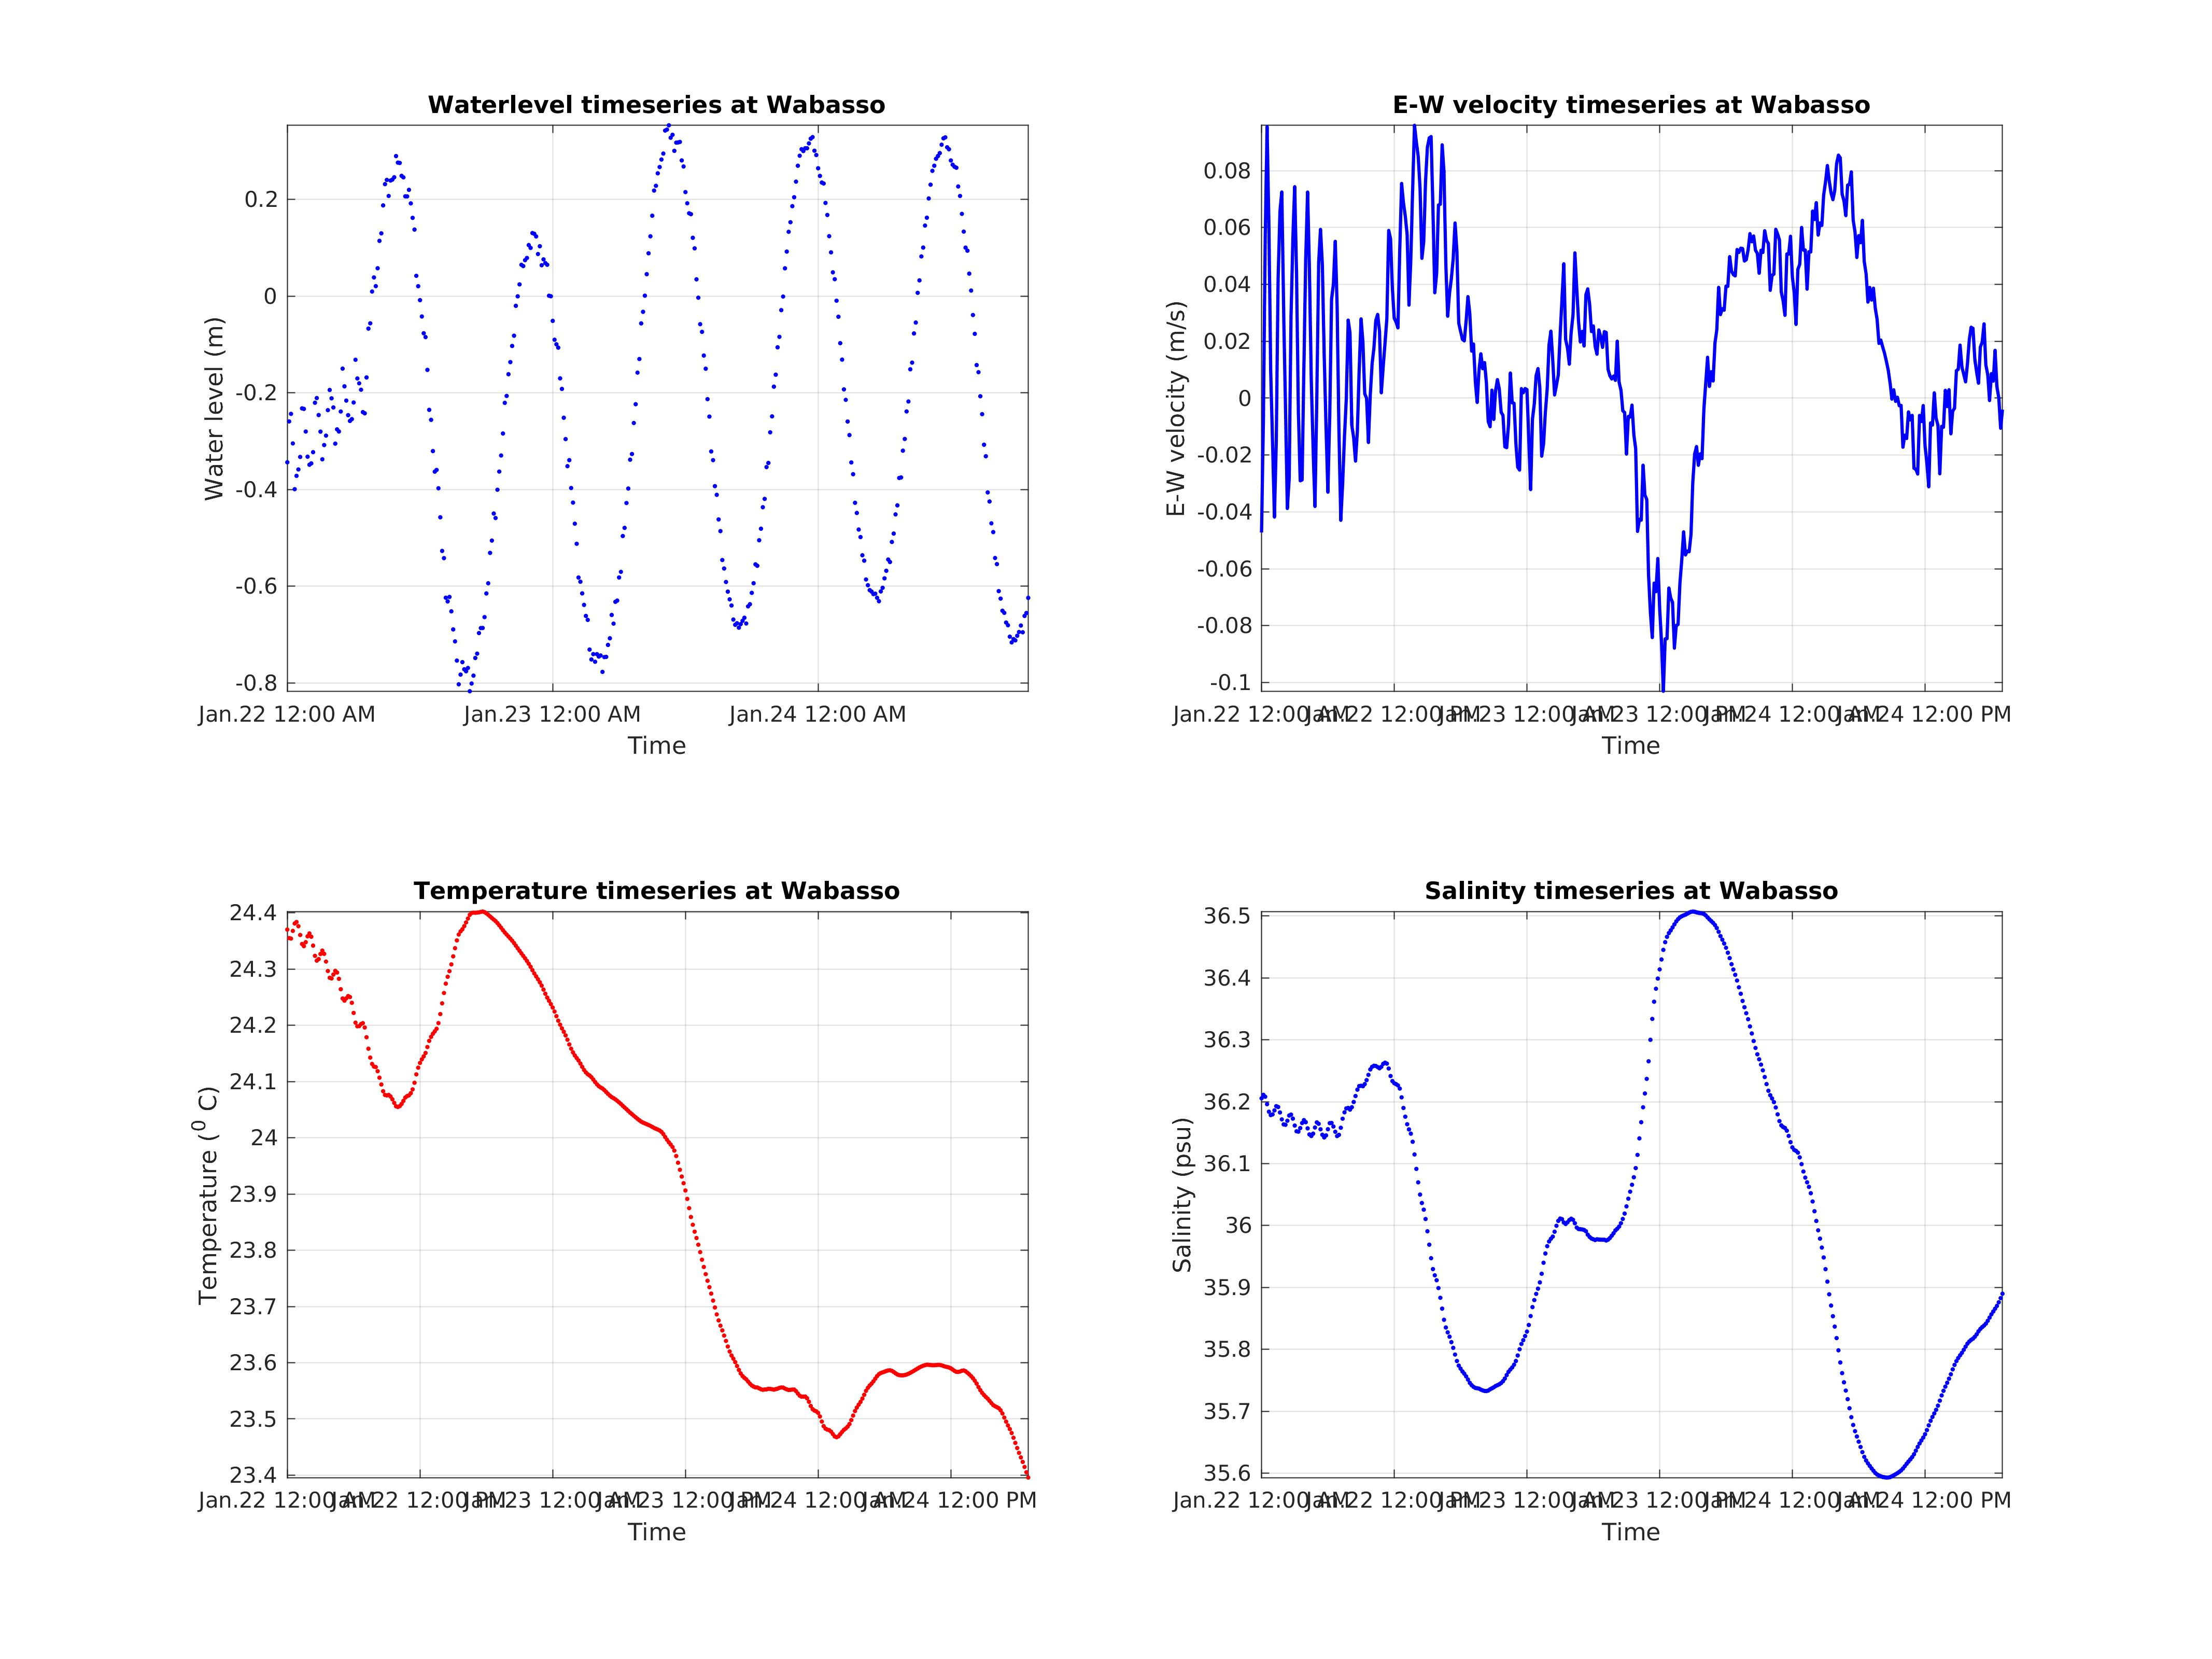 Waterlevel timeseries at Wabasso
0.2
0
-0.2
-0.4
-0.6
-0.8
Water level (m)
Jan.22 12:00 AM Jan.23 12:00 AM Jan.24 12:00 AM
Time
E-W velocity timeseries at Wabasso
0.08
0.06
0.04
0.02
0
-0.02
-0.04
-0.06
-0.08
-0.1
E-W velocity (m/s)
Jan.22 12:00 AM Jan.22 12:00 PM Jan.23 12:00 AM Jan.23 12:00 PM Jan.24 12:00 AM Jan.24 12:00 PM
Time
Temperature timeseries at Wabasso
24.4
24.3
24.2
24.1
24
23.9
23.8
23.7
23.6
23.5
23.4
Temperature (⁰ C)
Jan.22 12:00 AM Jan.22 12:00 PM Jan.23 12:00 AM Jan.23 12:00 PM Jan.24 12:00 AM Jan.24 12:00 PM
Time
Salinity timeseries at Wabasso
36.5
36.4
36.3
36.2
36.1
36
35.9
35.8
35.7
35.6
Salinity (psu)
Jan.22 12:00 AM Jan.22 12:00 PM Jan.23 12:00 AM Jan.23 12:00 PM Jan.24 12:00 AM Jan.24 12:00 PM
Time